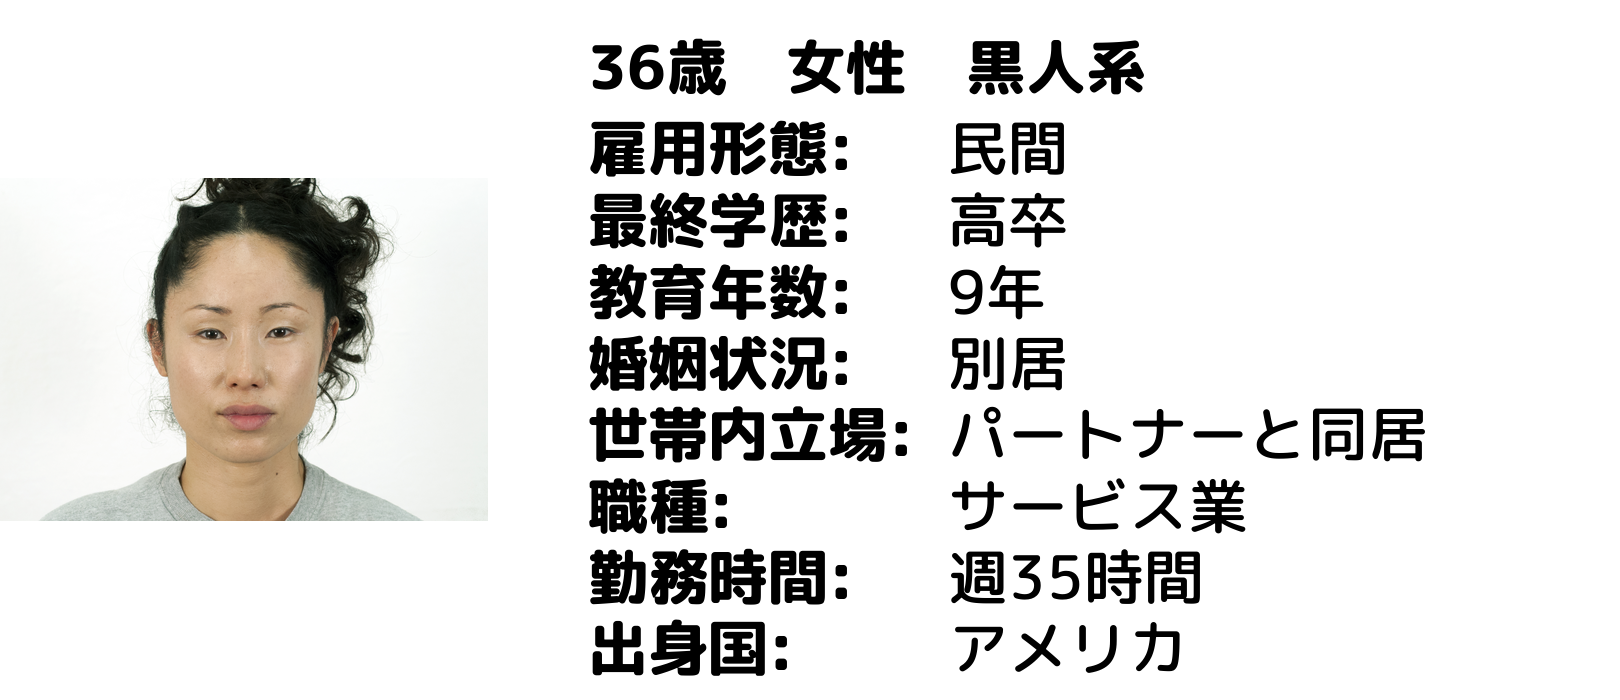 36歳　女性　黒人系
雇用形態:　民間
最終学歴:　高卒
教育年数:　9年
婚姻状況:　別居
世帯内立場:　パートナーと同居
職種:　サービス業
勤務時間:　週35時間
出身国:　アメリカ